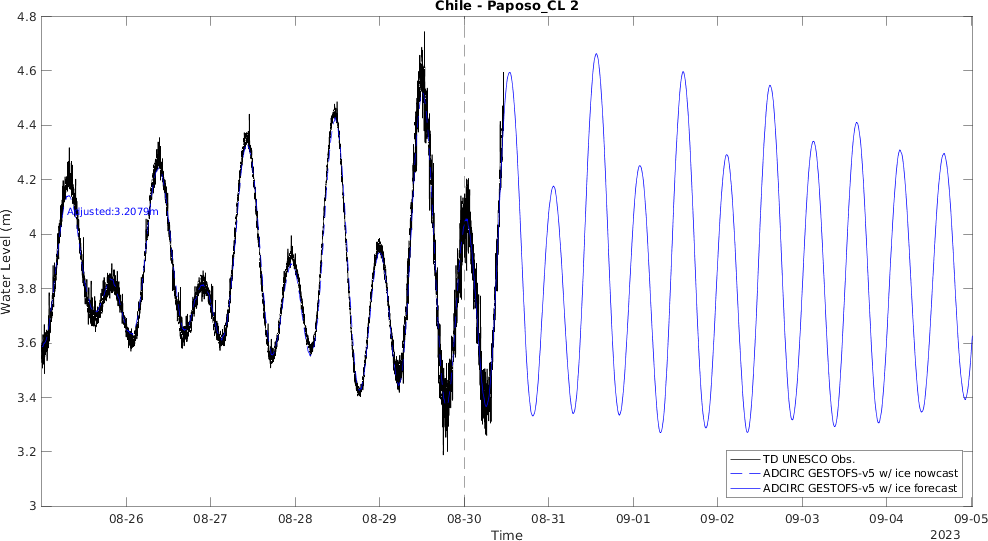 Chile - Paposo_CL 2
4.8
4.6
4.4
4.2
4
3.8
3.6
3.4
3.2
3
Water Level (m)
Adjusted:3.2079m
TD UNESCO Obs.
ADCIRC GESTOFS-v5 w/ ice nowcast
ADCIRC GESTOFS-v5 w/ ice forecast
08-26 08-27 08-28 08-29 08-30 08-31 09-01 09-02 09-03 09-04 09-05
Time
2023